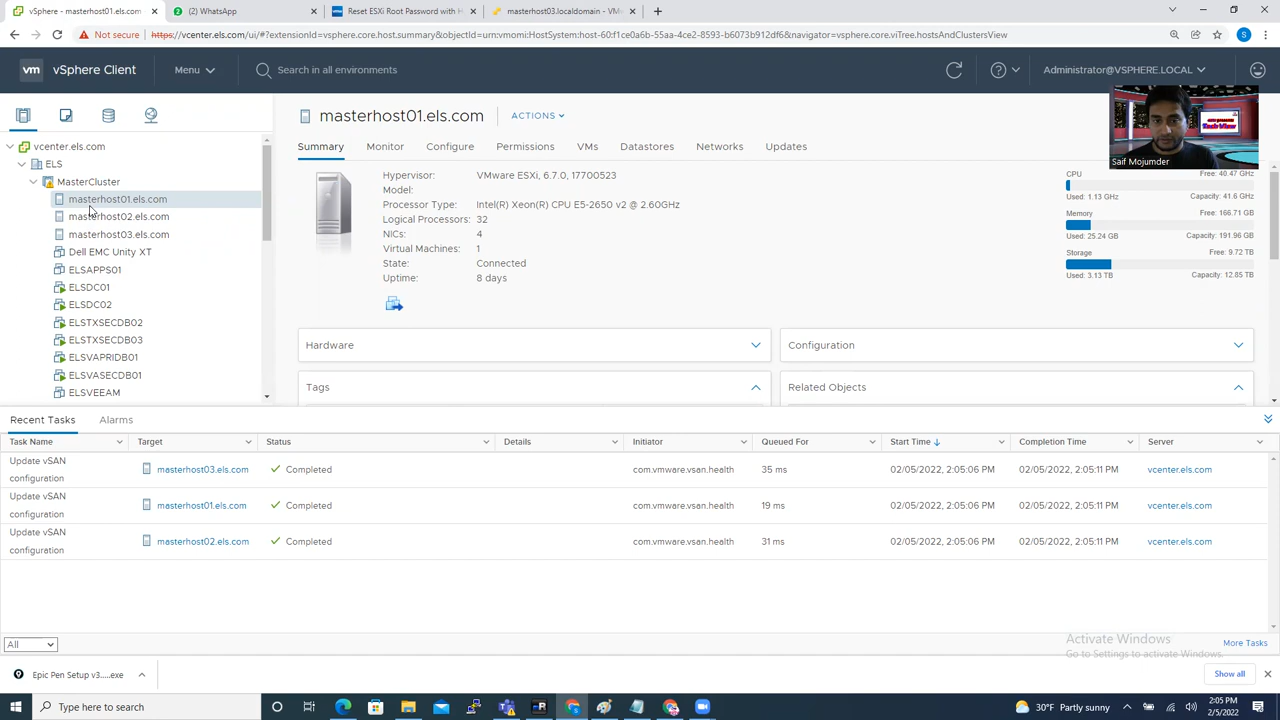 vSphere - masterhost01.els.com
WhatsApp
Reset ESXi Root Password with H
masterhost03.localdomain - VM
Not secure
https://vcenter.els.com/ui/#?extensionId=vsphere.core.host.summary&objectId=urn:vmomi:HostSystem:host-60:f1ce0a6b-55aa-4ce2-8593-b6073b912df6&navigator=vsphere.core.viTree.hostsAndClustersView
S
vm
vSphere Client
Menu
Search in all environments
Administrator@VSPHERE.LOCAL
masterhost01.els.com
ACTIONS
Tech View
Saif Mojumder
vcenter.els.com
ELS
MasterCluster
masterhost01.els.com
masterhost02.els.com
masterhost03.els.com
Dell EMC Unity XT
ELSAPPS01
ELSDC01
ELSDC02
ELSTXSECDB02
ELSTXSECDB03
ELSVAPRIDB01
ELSVASECDB01
ELSVEEAM
Summary
Monitor
Configure
Permissions
VMs
Datastores
Networks
Updates
Hypervisor: VMware ESXi, 6.7.0, 17700523
Model:
Processor Type: Intel(R) Xeon(R) CPU E5-2650 v2 @ 2.60GHz
Logical Processors: 32
NICs: 4
Virtual Machines: 1
State: Connected
Uptime: 8 days
CPU Free: 40.47 GHz
Used: 1.13 GHz Capacity: 41.6 GHz
Memory Free: 166.71 GB
Used: 25.24 GB Capacity: 191.96 GB
Storage Free: 9.72 TB
Used: 3.13 TB Capacity: 12.85 TB
Hardware
Configuration
Tags
Related Objects
Recent Tasks
Alarms
Task Name Target Status Details Initiator Queued For Start Time Completion Time Server
Update vSAN
configuration
masterhost03.els.com Completed com.vmware.vsan.health 35 ms 02/05/2022, 2:05:06 PM 02/05/2022, 2:05:11 PM vcenter.els.com
Update vSAN
configuration
masterhost01.els.com Completed com.vmware.vsan.health 19 ms 02/05/2022, 2:05:06 PM 02/05/2022, 2:05:11 PM vcenter.els.com
Update vSAN
configuration
masterhost02.els.com Completed com.vmware.vsan.health 31 ms 02/05/2022, 2:05:06 PM 02/05/2022, 2:05:11 PM vcenter.els.com
All
More Tasks
Activate Windows
Go to Settings to activate Windows.
Epic Pen Setup v3.....exe
Show all
Type here to search
30°F Partly sunny
2:05 PM
2/5/2022